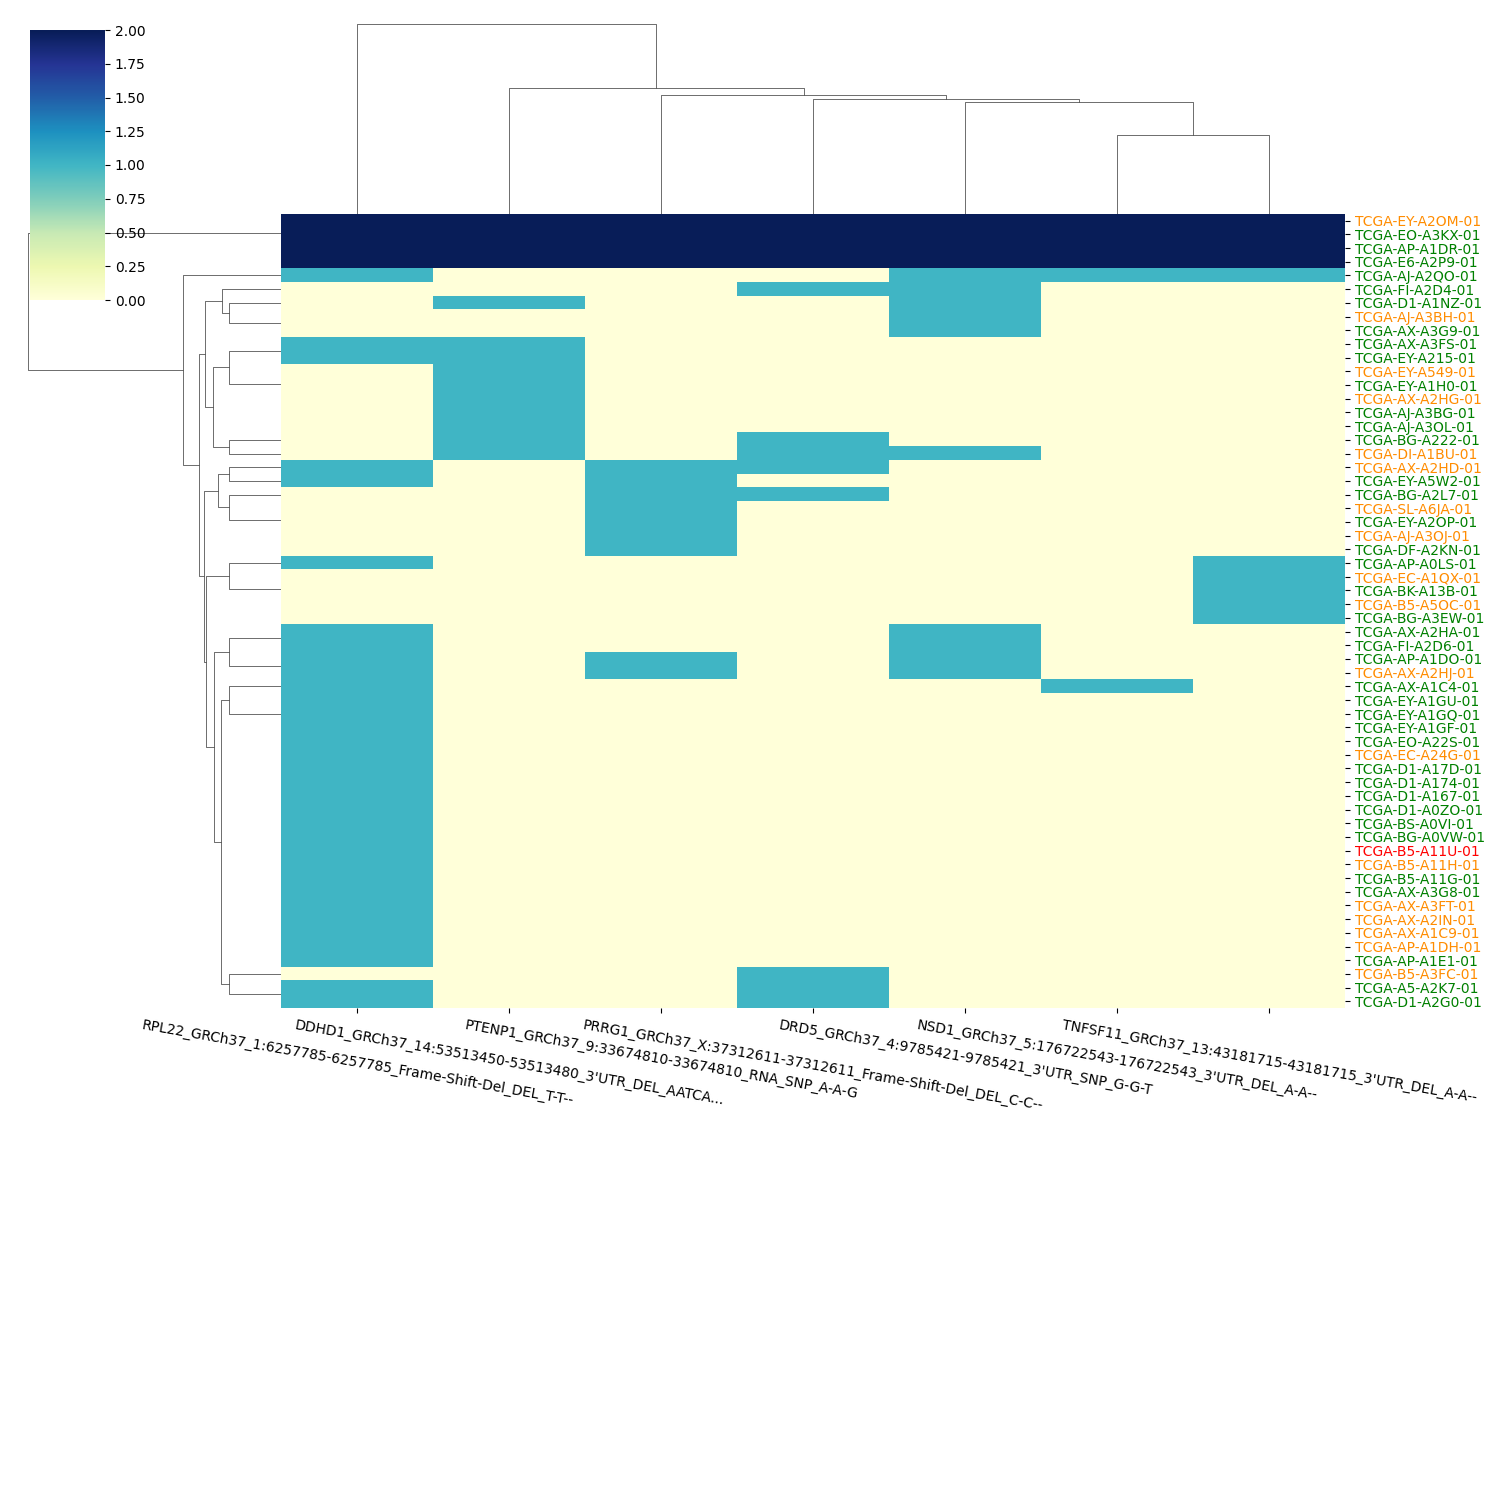 2.00
1.75
1.50
1.25
1.00
0.75
0.50
0.25
0.00
TCGA-EY-A2OM-01
TCGA-EO-A3KX-01
TCGA-AP-A1DR-01
TCGA-E6-A2P9-01
TCGA-AJ-A2QO-01
TCGA-FI-A2D4-01
TCGA-D1-A1NZ-01
TCGA-AJ-A3BH-01
TCGA-AX-A3G9-01
TCGA-AX-A3FS-01
TCGA-EY-A215-01
TCGA-EY-A549-01
TCGA-EY-A1H0-01
TCGA-AX-A2HG-01
TCGA-AJ-A3BG-01
TCGA-AJ-A3OL-01
TCGA-BG-A222-01
TCGA-DI-A1BU-01
TCGA-AX-A2HD-01
TCGA-EY-A5W2-01
TCGA-BG-A2L7-01
TCGA-SL-A6JA-01
TCGA-EY-A2OP-01
TCGA-AJ-A3OJ-01
TCGA-DF-A2KN-01
TCGA-AP-A0LS-01
TCGA-EC-A1QX-01
TCGA-BK-A13B-01
TCGA-B5-A5OC-01
TCGA-BG-A3EW-01
TCGA-AX-A2HA-01
TCGA-FI-A2D6-01
TCGA-AP-A1DO-01
TCGA-AX-A2HJ-01
TCGA-AX-A1C4-01
TCGA-EY-A1GU-01
TCGA-EY-A1GQ-01
TCGA-EY-A1GF-01
TCGA-EO-A22S-01
TCGA-EC-A24G-01
TCGA-D1-A17D-01
TCGA-D1-A174-01
TCGA-D1-A167-01
TCGA-D1-A0ZO-01
TCGA-BS-A0VI-01
TCGA-BG-A0VW-01
TCGA-B5-A11U-01
TCGA-B5-A11H-01
TCGA-B5-A11G-01
TCGA-AX-A3G8-01
TCGA-AX-A3FT-01
TCGA-AX-A2IN-01
TCGA-AX-A1C9-01
TCGA-AP-A1DH-01
TCGA-AP-A1E1-01
TCGA-B5-A3FC-01
TCGA-A5-A2K7-01
TCGA-D1-A2G0-01
RPL22_GRCh37_1:6257785-6257785_Frame-Shift-Del_DEL_T-T--
DDHD1_GRCh37_14:53513450-53513480_3'UTR_DEL_AATCA...
PTENP1_GRCh37_9:33674810-33674810_RNA_SNP_A-A-G
PRRG1_GRCh37_X:37312611-37312611_Frame-Shift-Del_DEL_C-C--
DRD5_GRCh37_4:9785421-9785421_3'UTR_SNP_G-G-T
NSD1_GRCh37_5:176722543-176722543_3'UTR_DEL_A-A--
TNFSF11_GRCh37_13:43181715-43181715_3'UTR_DEL_A-A--